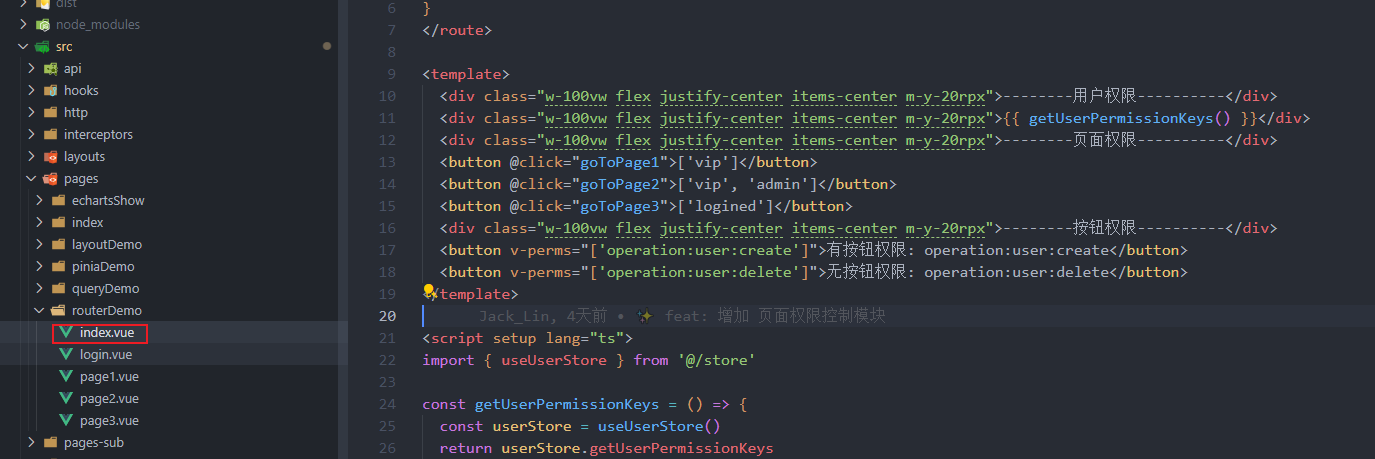 dist
node_modules
src
api
hooks
http
interceptors
layouts
pages
echartsShow
index
layoutDemo
piniaDemo
queryDemo
routerDemo
index.vue
login.vue
page1.vue
page2.vue
page3.vue
pages-sub
6 }
7 </route>
8
9 <template>
10 <div class="w-100vw flex justify-center items-center m-y-20rpx">--------用户权限----------</div>
11 <div class="w-100vw flex justify-center items-center m-y-20rpx">{{ getUserPermissionKeys() }}</div>
12 <div class="w-100vw flex justify-center items-center m-y-20rpx">--------页面权限----------</div>
13 <button @click="goToPage1">['vip']</button>
14 <button @click="goToPage2">['vip', 'admin']</button>
15 <button @click="goToPage3">['logined']</button>
16 <div class="w-100vw flex justify-center items-center m-y-20rpx">--------按钮权限----------</div>
17 <button v-perms="['operation:user:create']">有按钮权限: operation:user:create</button>
18 <button v-perms="['operation:user:delete']">无按钮权限: operation:user:delete</button>
19 </template>
20 Jack_Lin, 4天前 • ✨ feat: 增加 页面权限控制模块
21 <script setup lang="ts">
22 import { useUserStore } from '@/store'
23
24 const getUserPermissionKeys = () => {
25 const userStore = useUserStore()
26 return userStore.getUserPermissionKeys